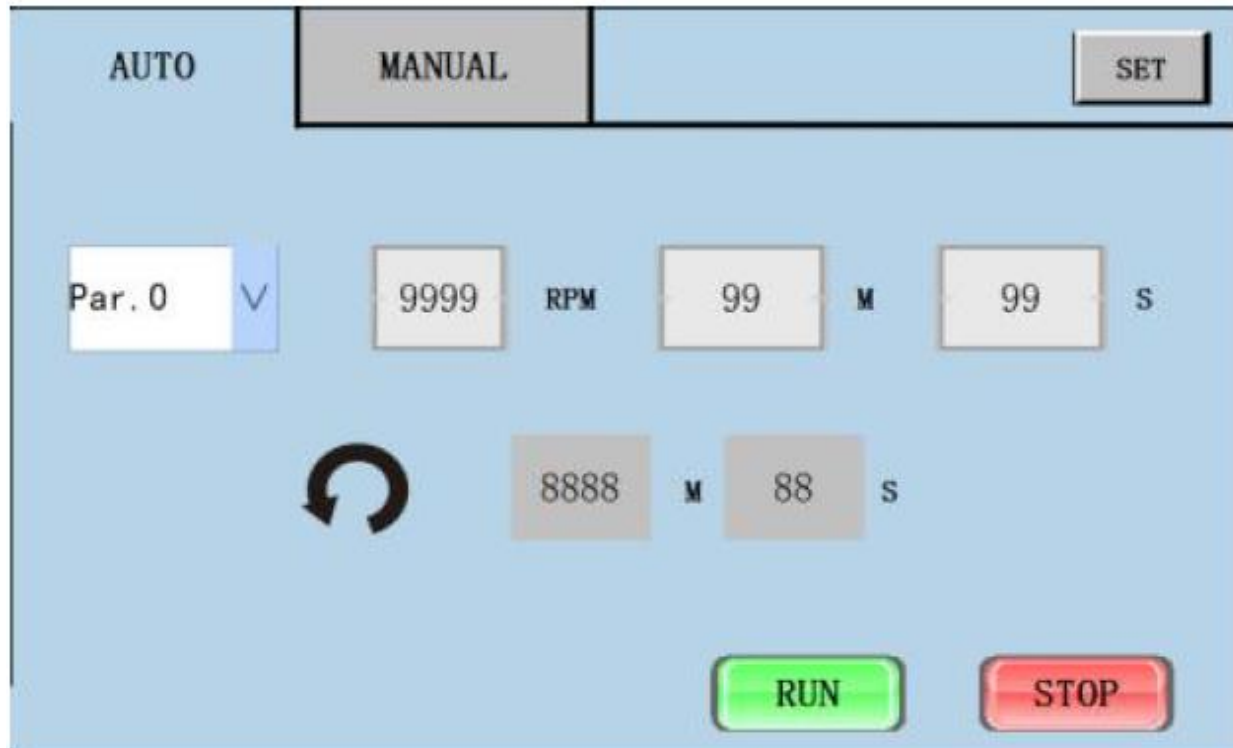 AUTO MANUAL SET
Par.0 V 9999 RPM 99 M 99 S
8888 M 88 S
RUN STOP